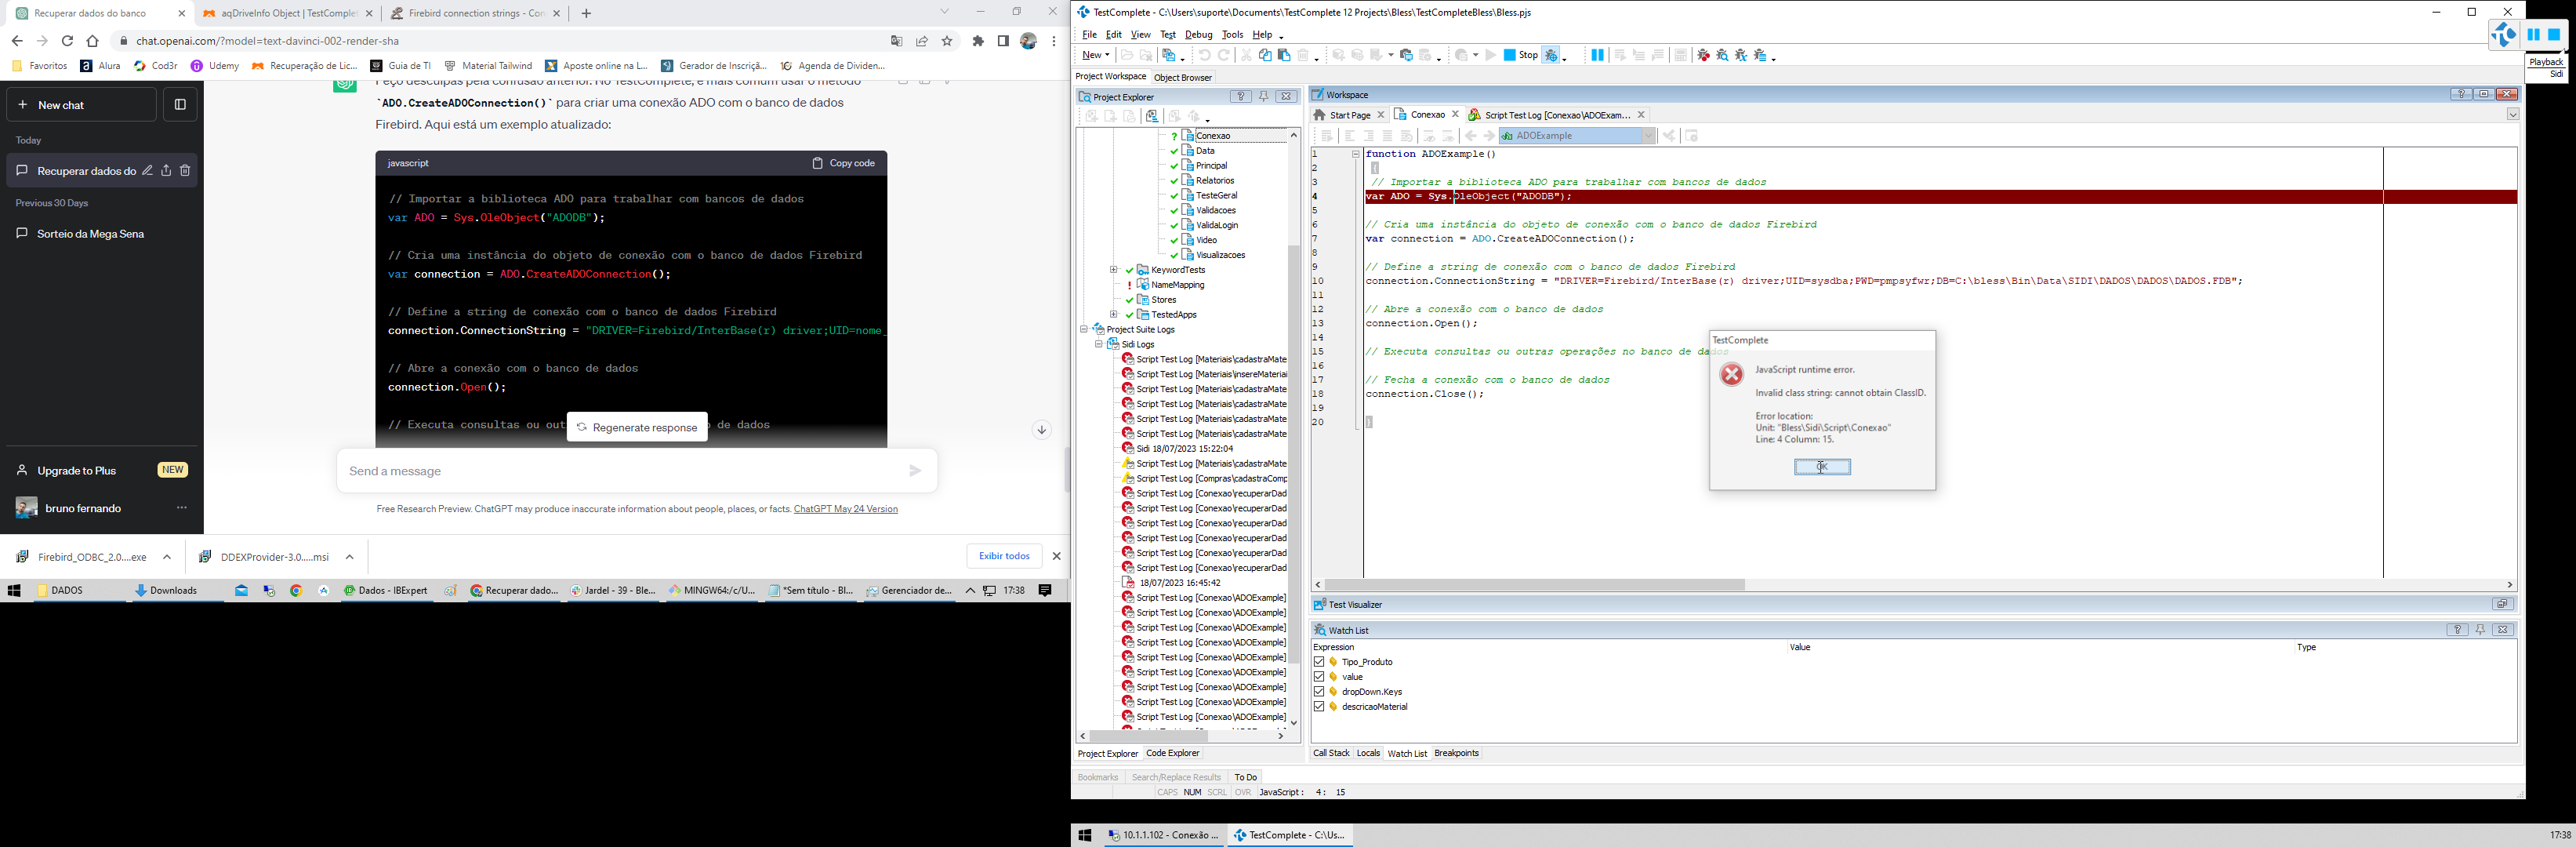 Recuperar dados do banco
aqDriveInfo Object | TestComplete
Firebird connection strings - Con
chat.openai.com/?model=text-davinci-002-render-sha
Favoritos
Alura
Cod3r
Udemy
Recuperação de Lic...
Guia de TI
Material Tailwind
Aposte online na L...
Gerador de Inscriçã...
Agenda de Dividen...
New chat
Today
Recuperar dados do
Previous 30 Days
Sorteio da Mega Sena
Upgrade to Plus
NEW
bruno fernando
Peço desculpas pela confusão anterior. No TestComplete, é mais comum usar o método
`ADO.CreateADOConnection()` para criar uma conexão ADO com o banco de dados
Firebird. Aqui está um exemplo atualizado:
javascript
Copy code
// Importar a biblioteca ADO para trabalhar com bancos de dados
var ADO = Sys.OleObject("ADODB");
// Cria uma instância do objeto de conexão com o banco de dados Firebird
var connection = ADO.CreateADOConnection();
// Define a string de conexão com o banco de dados Firebird
connection.ConnectionString = "DRIVER=Firebird/InterBase(r) driver;UID=nome_
// Abre a conexão com o banco de dados
connection.Open();
// Executa consultas ou out
de dados
Regenerate response
Send a message
Free Research Preview. ChatGPT may produce inaccurate information about people, places, or facts. ChatGPT May 24 Version
Firebird_ODBC_2.0....exe
DDEXProvider-3.0.....msi
Exibir todos
DADOS
Downloads
Dados - IBExpert
Recuperar dado...
Jardel - 39 - Ble...
MINGW64:/c/U...
*Sem título - Bl...
Gerenciador de...
17:38
TestComplete - C:\Users\suporte\Documents\TestComplete 12 Projects\Bless\TestCompleteBless\Bless.pjs
File Edit View Test Debug Tools Help
New
Stop
Playback
Sidi
Project Workspace
Object Browser
Project Explorer
Conexao
Data
Principal
Relatorios
TesteGeral
Validacoes
ValidaLogin
Video
Visualizacoes
KeywordTests
NameMapping
Stores
TestedApps
Project Suite Logs
Sidi Logs
Script Test Log [Materiais\cadastraMate
Script Test Log [Materiais\insereMateriai
Script Test Log [Materiais\cadastraMate
Script Test Log [Materiais\cadastraMate
Script Test Log [Materiais\cadastraMate
Script Test Log [Materiais\cadastraMate
Sidi 18/07/2023 15:22:04
Script Test Log [Materiais\cadastraMate
Script Test Log [Compras\cadastraComp
Script Test Log [Conexao\recuperarDad
Script Test Log [Conexao\recuperarDad
Script Test Log [Conexao\recuperarDad
Script Test Log [Conexao\recuperarDad
Script Test Log [Conexao\recuperarDad
Script Test Log [Conexao\recuperarDad
18/07/2023 16:45:42
Script Test Log [Conexao\ADOExample]
Script Test Log [Conexao\ADOExample]
Script Test Log [Conexao\ADOExample]
Script Test Log [Conexao\ADOExample]
Script Test Log [Conexao\ADOExample]
Script Test Log [Conexao\ADOExample]
Script Test Log [Conexao\ADOExample]
Script Test Log [Conexao\ADOExample]
Script Test Log [Conexao\ADOExample]
Project Explorer
Code Explorer
Workspace
Start Page
Conexao
Script Test Log [Conexao\ADOExam...
ADOExample
1 function ADOExample()
2 {
3 // Importar a biblioteca ADO para trabalhar com bancos de dados
4 var ADO = Sys.OleObject("ADODB");
5
6 // Cria uma instância do objeto de conexão com o banco de dados Firebird
7 var connection = ADO.CreateADOConnection();
8
9 // Define a string de conexão com o banco de dados Firebird
10 connection.ConnectionString = "DRIVER=Firebird/InterBase(r) driver;UID=sysdba;PWD=pmpsyfwr;DB=C:\bless\Bin\Data\SIDI\DADOS\DADOS\DADOS.FDB";
11
12 // Abre a conexão com o banco de dados
13 connection.Open();
14
15 // Executa consultas ou outras operações no banco de dados
16
17 // Fecha a conexão com o banco de dados
18 connection.Close();
19
20 }
TestComplete
JavaScript runtime error.
Invalid class string: cannot obtain ClassID.
Error location:
Unit: "Bless\Sidi\Script\Conexao"
Line: 4 Column: 15.
OK
Test Visualizer
Watch List
Expression
Value
Type
Tipo_Produto
value
dropDown.Keys
descricaoMaterial
Call Stack
Locals
Watch List
Breakpoints
Bookmarks
Search/Replace Results
To Do
CAPS NUM SCRL OVR JavaScript : 4 : 15
10.1.1.102 - Conexão ...
TestComplete - C:\Us...
17:38